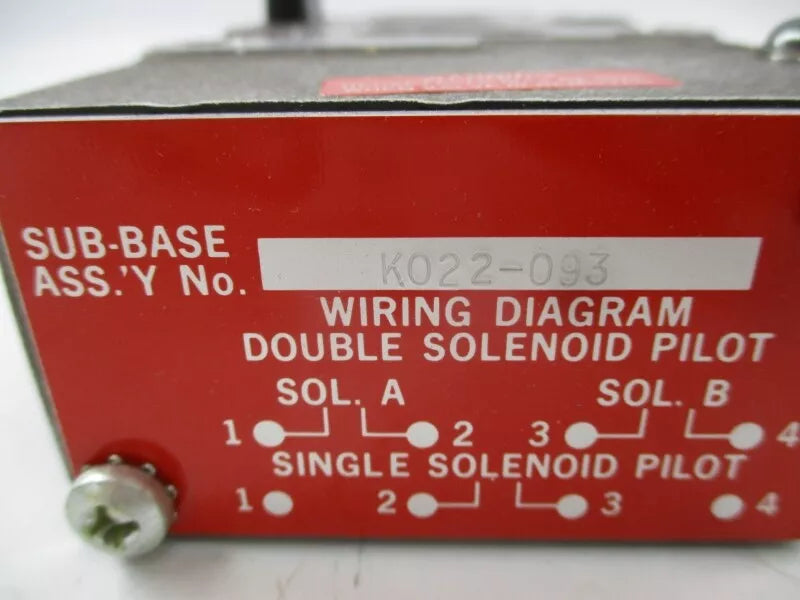 SUB-BASE
ASS.'Y No. K022-093
WIRING DIAGRAM
DOUBLE SOLENOID PILOT
SOL. A SOL. B
1 2 3 4
SINGLE SOLENOID PILOT
1 2 3 4